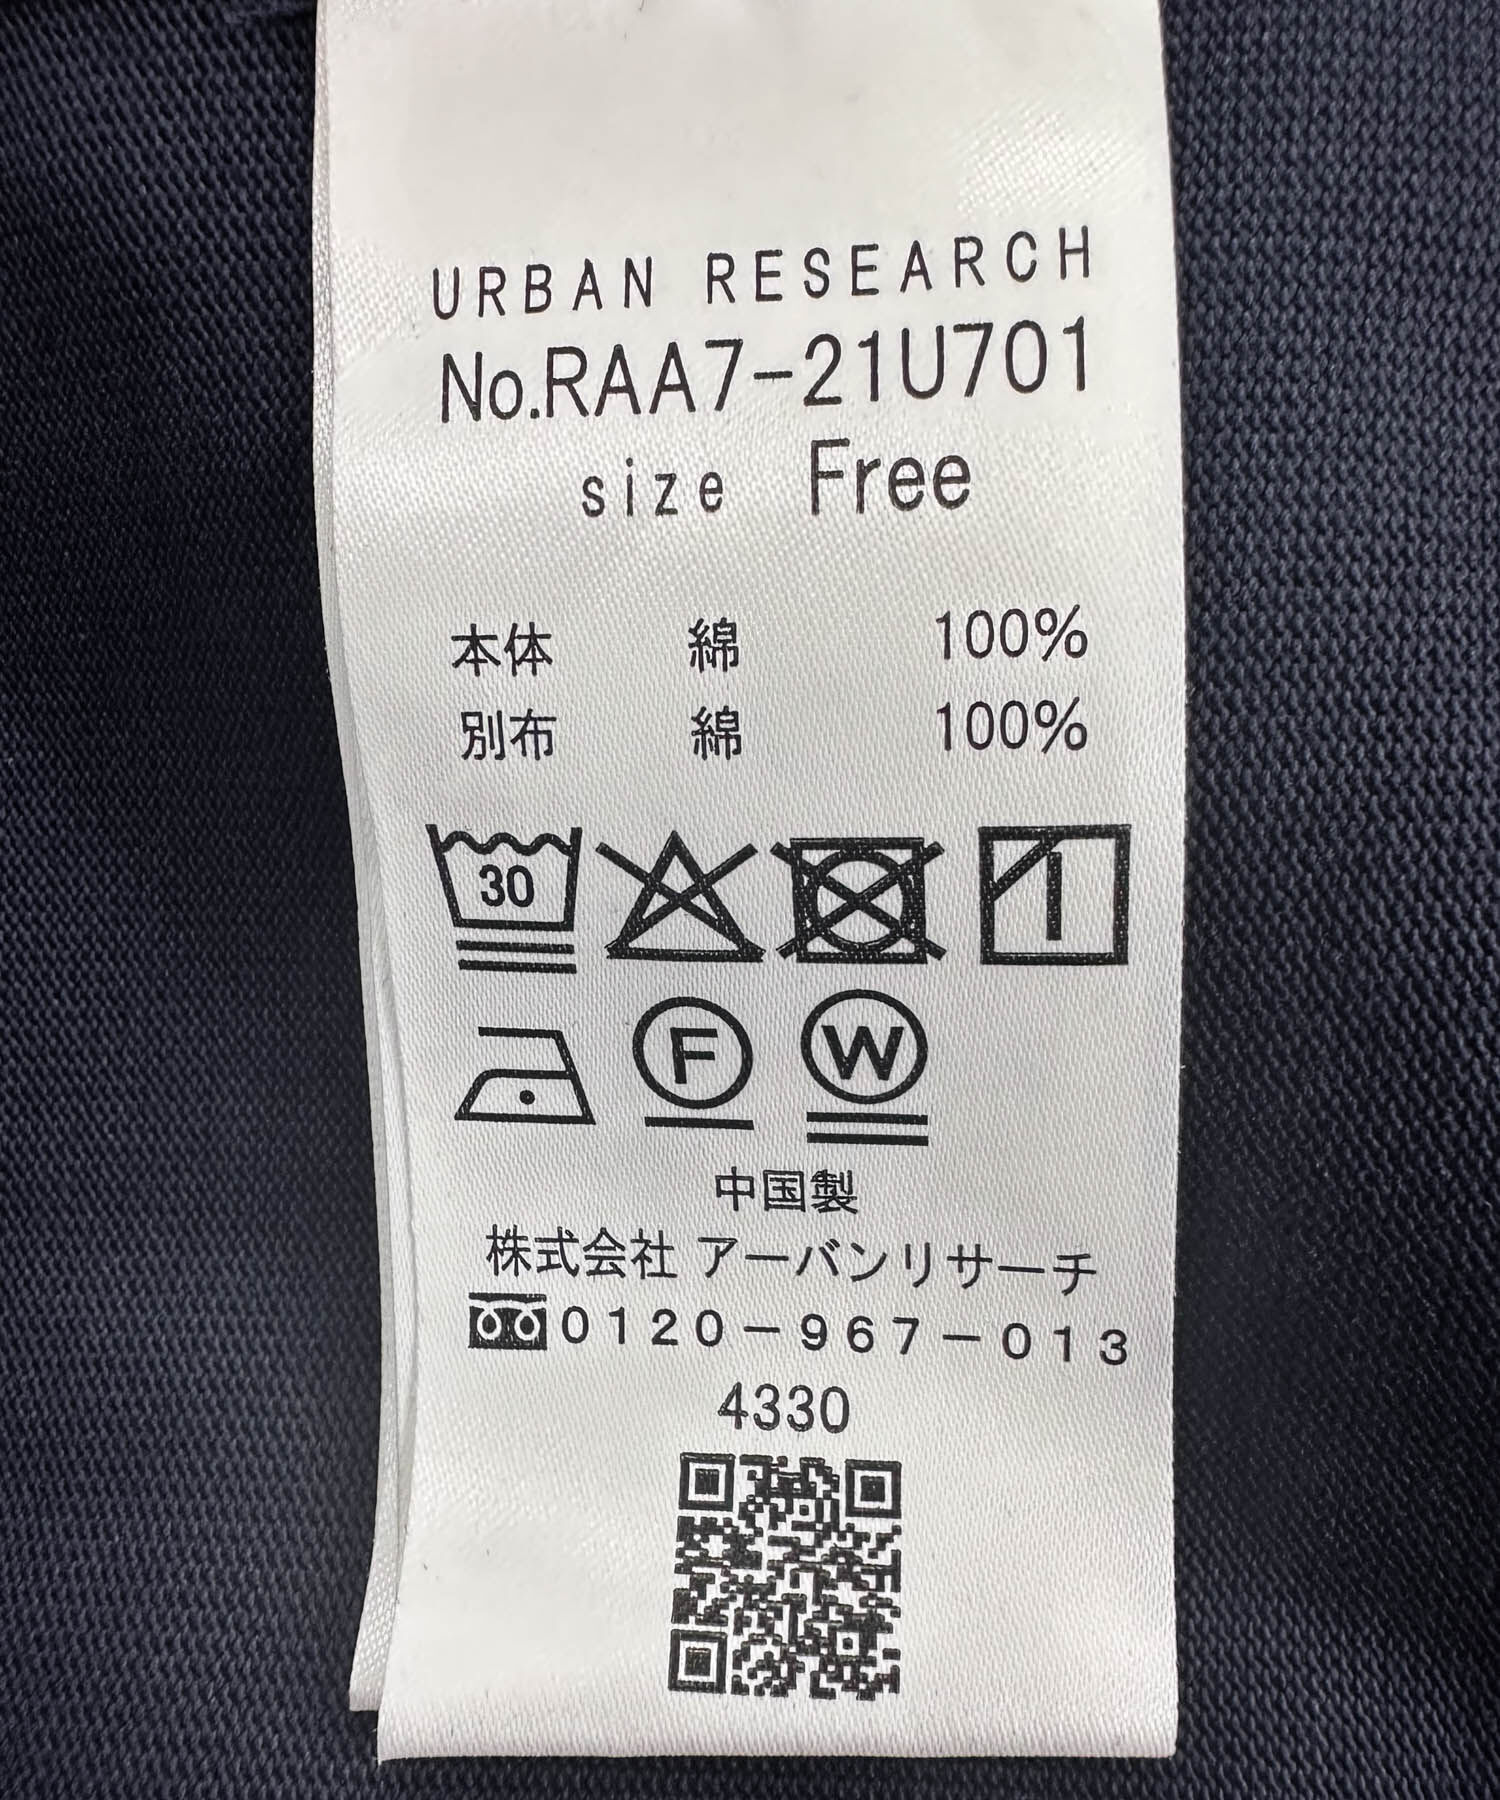 URBAN RESEARCH
No.RAA7-21U701
size Free
本体 綿 100%
別布 綿 100%
30
F W
中国製
株式会社 アーバンリサーチ
0120-967-013
4330